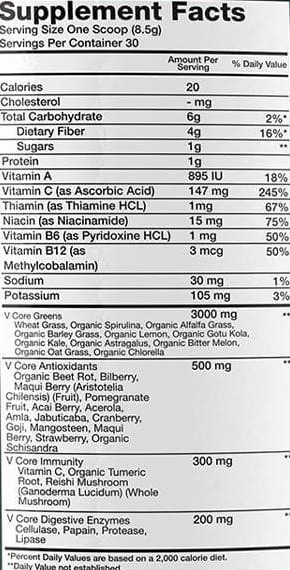 Supplement Facts
Serving Size One Scoop (8.5g)
Servings Per Container 30
Amount Per Serving % Daily Value
Calories 20
Cholesterol - mg
Total Carbohydrate 6g 2%*
Dietary Fiber 4g 16%*
Sugars 1g **
Protein 1g
Vitamin A 895 IU 18%
Vitamin C (as Ascorbic Acid) 147 mg 245%
Thiamin (as Thiamine HCL) 1mg 67%
Niacin (as Niacinamide) 15 mg 75%
Vitamin B6 (as Pyridoxine HCL) 1 mg 50%
Vitamin B12 (as 3 mcg 50%
Methylcobalamin)
Sodium 30 mg 1%
Potassium 105 mg 3%
V Core Greens 3000 mg **
Wheat Grass, Organic Spirulina, Organic Alfalfa Grass,
Organic Barley Grass, Organic Lemon, Organic Gotu Kola,
Organic Kale, Organic Astragalus, Organic Bitter Melon,
Organic Oat Grass, Organic Chlorella
V Core Antioxidants 500 mg **
Organic Beet Rot, Bilberry,
Maqui Berry (Aristotelia
Chilensis) (Fruit), Pomegranate
Fruit, Acai Berry, Acerola,
Amla, Jabuticaba, Cranberry,
Goji, Mangosteen, Maqui
Berry, Strawberry, Organic
Schisandra
V Core Immunity 300 mg **
Vitamin C, Organic Tumeric
Root, Reishi Mushroom
(Ganoderma Lucidum) (Whole
Mushroom)
V Core Digestive Enzymes 200 mg **
Cellulase, Papain, Protease,
Lipase
*Percent Daily Values are based on a 2,000 calorie diet.
**Daily Value not established